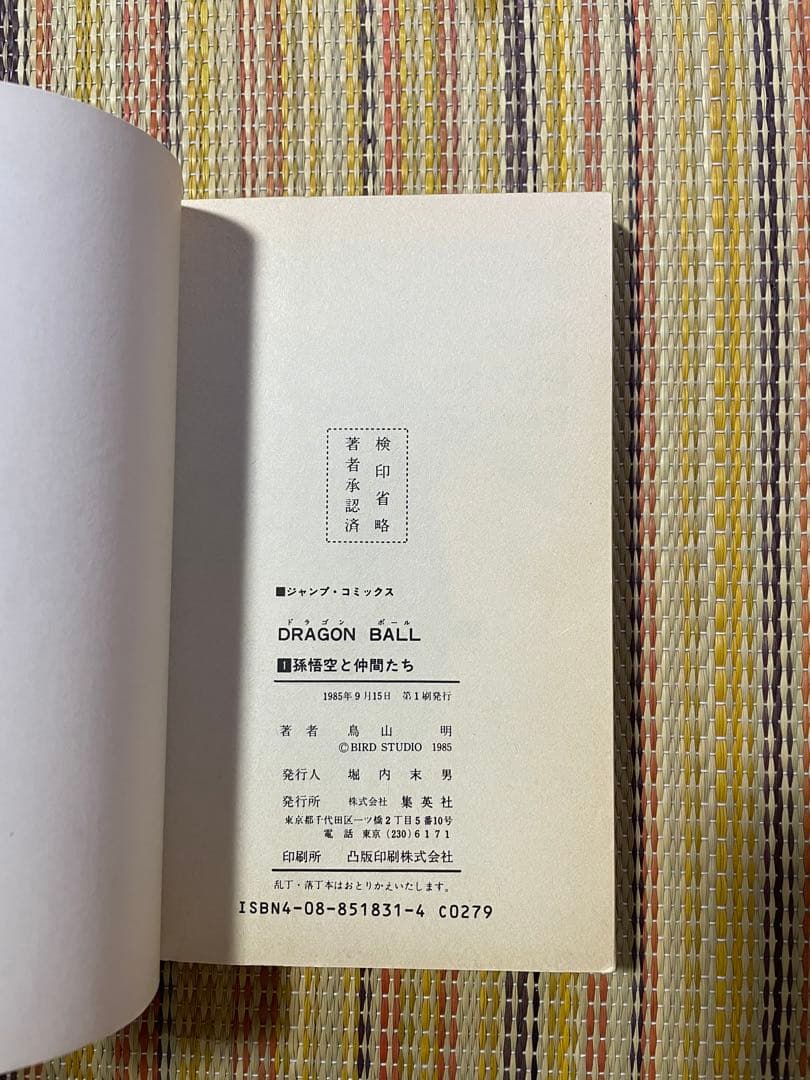 検印省略
著者承認済
■ジャンプ・コミックス
ドラゴン ボール
DRAGON BALL
1 孫悟空と仲間たち
1985年9月15日 第1刷発行
著者 鳥山 明
©BIRD STUDIO 1985
発行人 堀内末男
発行所 株式会社 集英社
東京都千代田区一ツ橋2丁目5番10号
電話 東京(230)6171
印刷所 凸版印刷株式会社
乱丁・落丁本はおとりかえいたします。
ISBN4-08-851831-4 C0279